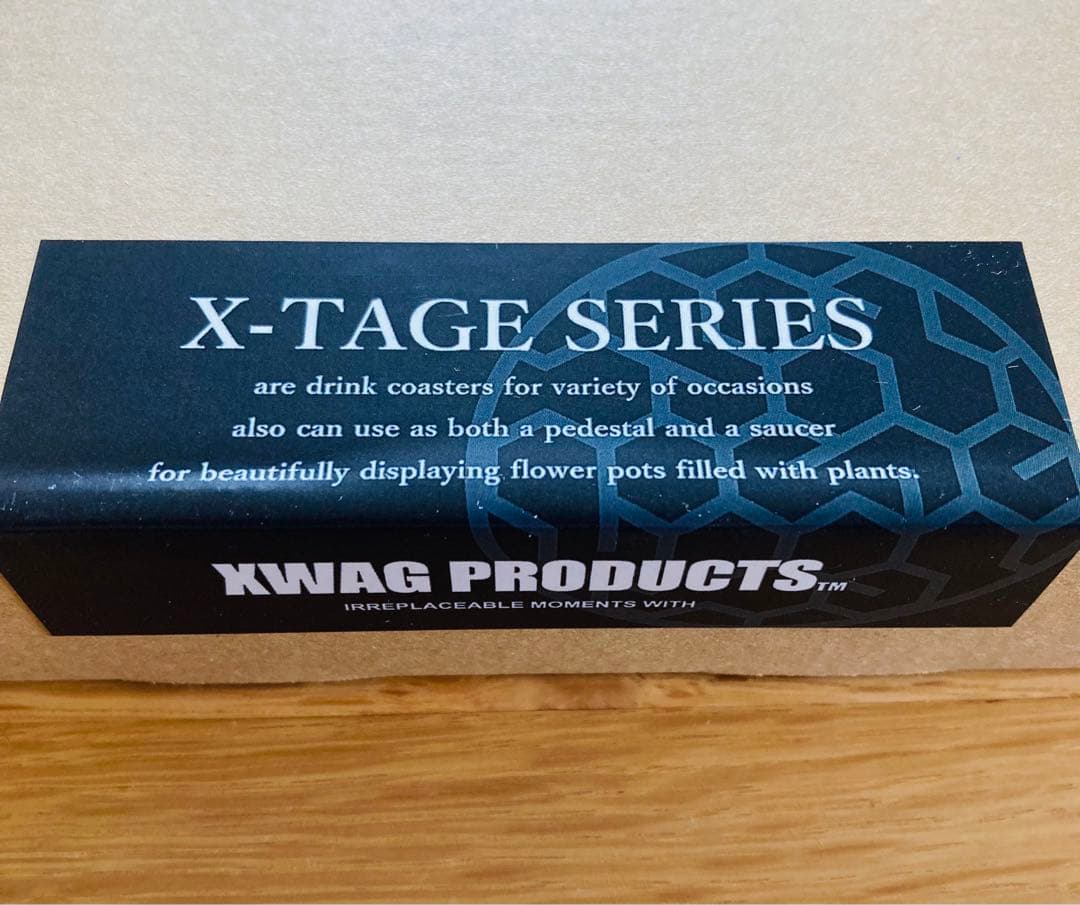 X-TAGE SERIES
are drink coasters for variety of occasions
also can use as both a pedestal and a saucer
for beautifully displaying flower pots filled with plants.
XWAG PRODUCTS™
IRREPLACEABLE MOMENTS WITH